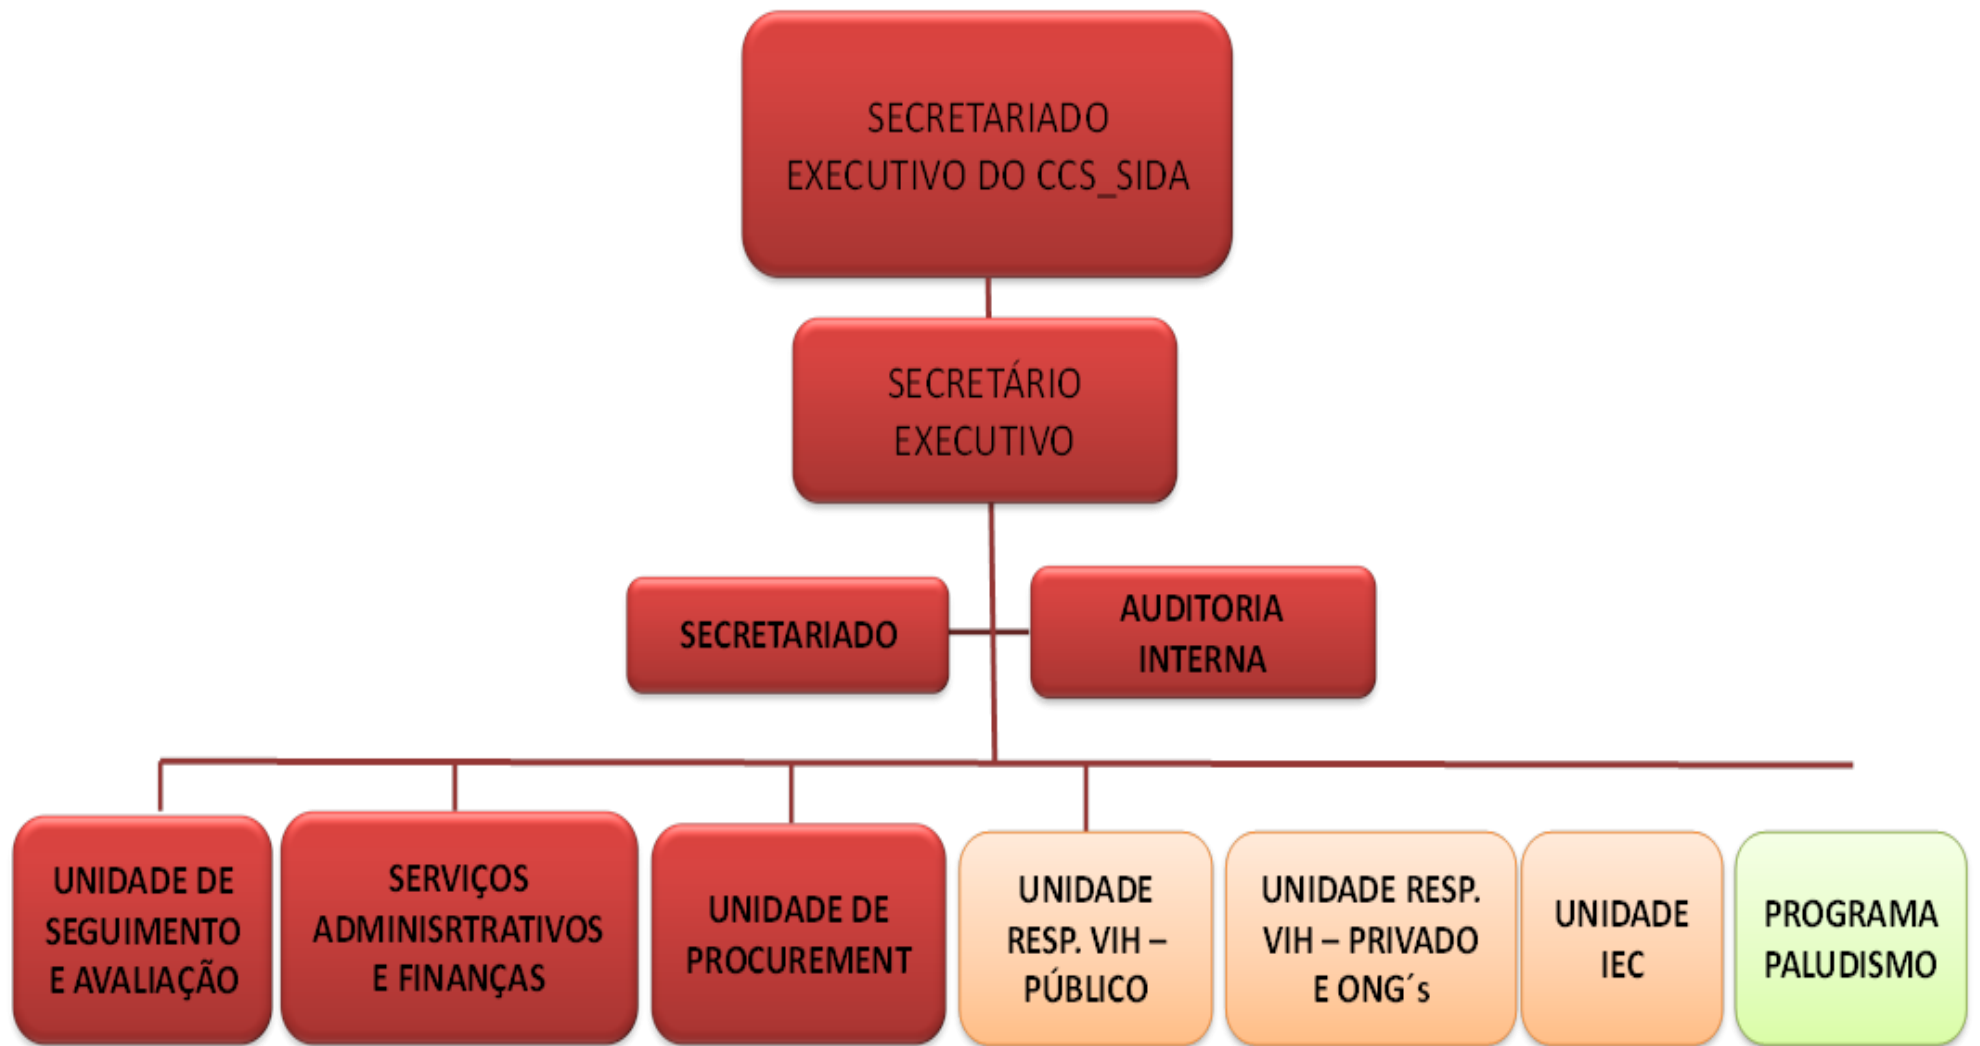 SECRETARIADO
EXECUTIVO DO CCS_SIDA
SECRETÁRIO
EXECUTIVO
SECRETARIADO
AUDITORIA
INTERNA
UNIDADE DE
SEGUIMENTO
E AVALIAÇÃO
SERVIÇOS
ADMINISRTRATIVOS
E FINANÇAS
UNIDADE DE
PROCUREMENT
UNIDADE
RESP. VIH –
PÚBLICO
UNIDADE RESP.
VIH – PRIVADO
E ONG´s
UNIDADE
IEC
PROGRAMA
PALUDISMO